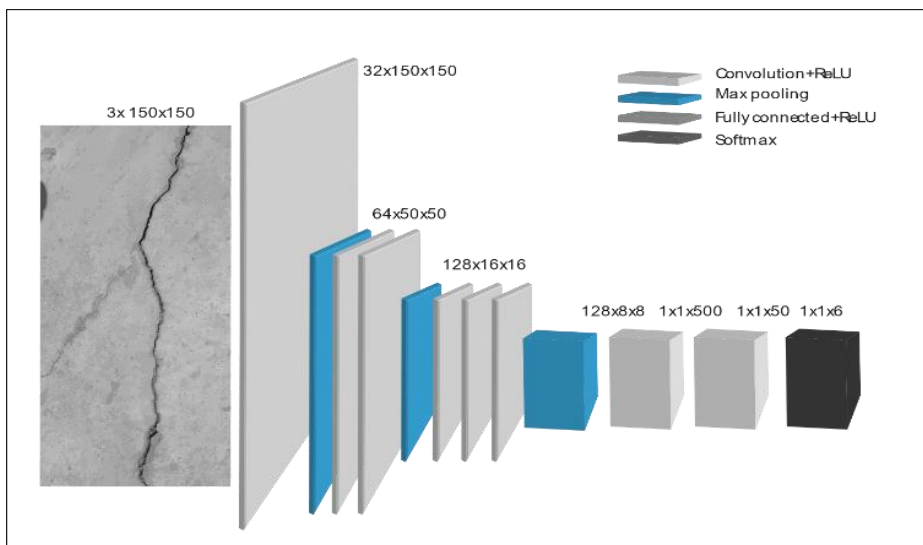 32x150x150
Convolution+ReLU
Max pooling
Fully connected+ReLU
Softmax
3x 150x150
64x50x50
128x16x16
128x8x8 1x1x500 1x1x50 1x1x6